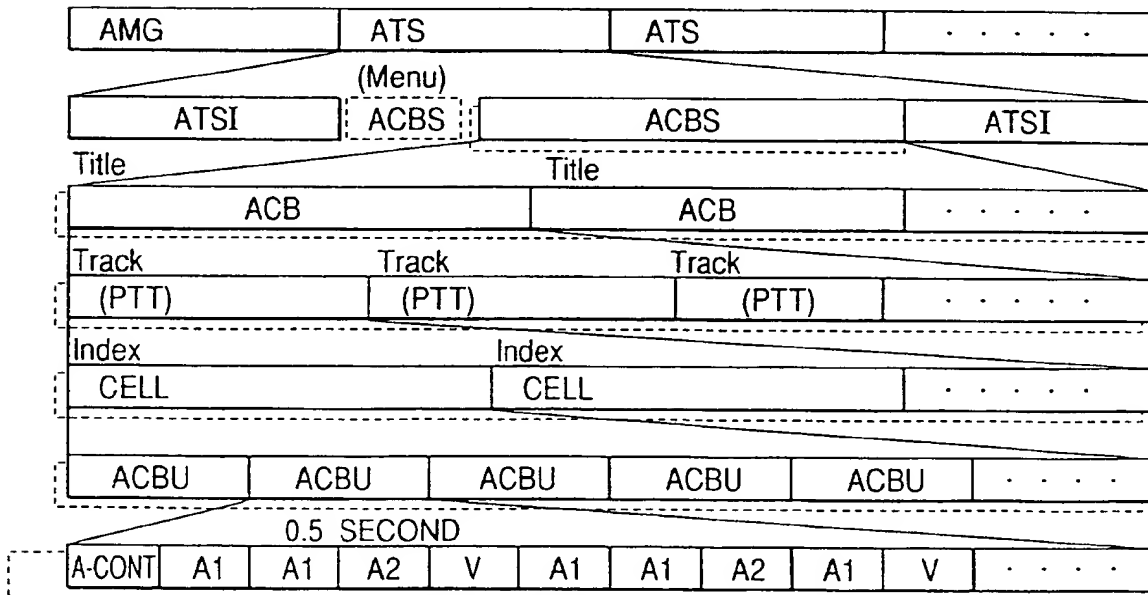 AMG ATS ATS . . . . .
(Menu)
ATSI ACBS ACBS ATSI
Title Title
ACB ACB . . . . .
Track Track Track
(PTT) (PTT) (PTT) . . . . .
Index Index
CELL CELL . . . . .
ACBU ACBU ACBU ACBU ACBU . . . .
0.5 SECOND
A-CONT A1 A1 A2 V A1 A1 A2 A1 V . . . .